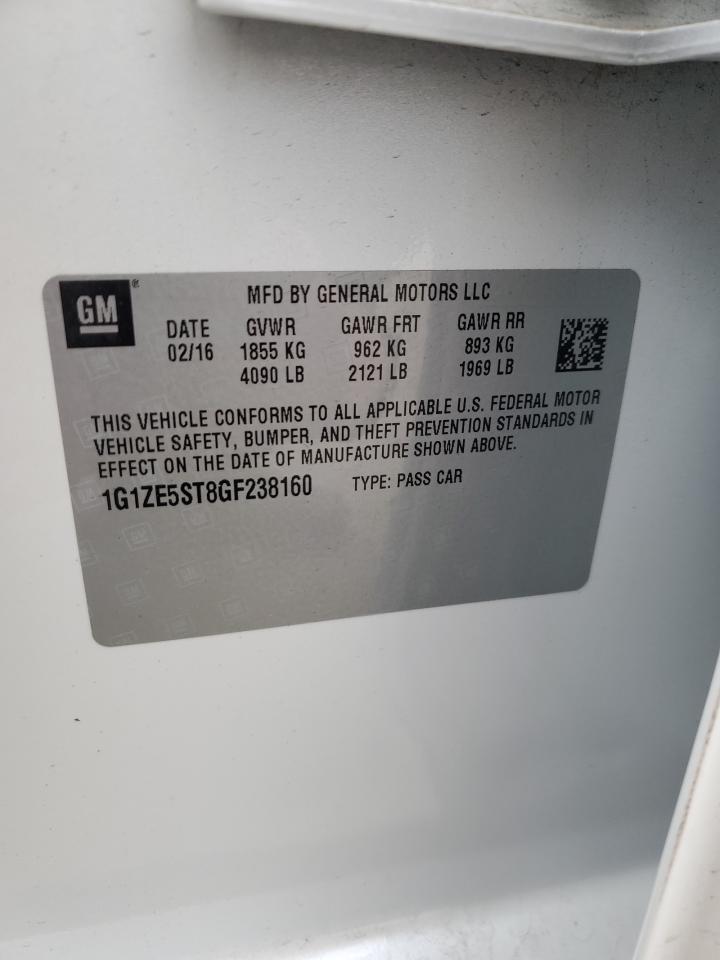 GM®
MFD BY GENERAL MOTORS LLC
DATE GVWR GAWR FRT GAWR RR
02/16 1855 KG 962 KG 893 KG
4090 LB 2121 LB 1969 LB
THIS VEHICLE CONFORMS TO ALL APPLICABLE U.S. FEDERAL MOTOR
VEHICLE SAFETY, BUMPER, AND THEFT PREVENTION STANDARDS IN
EFFECT ON THE DATE OF MANUFACTURE SHOWN ABOVE.
1G1ZE5ST8GF238160 TYPE: PASS CAR